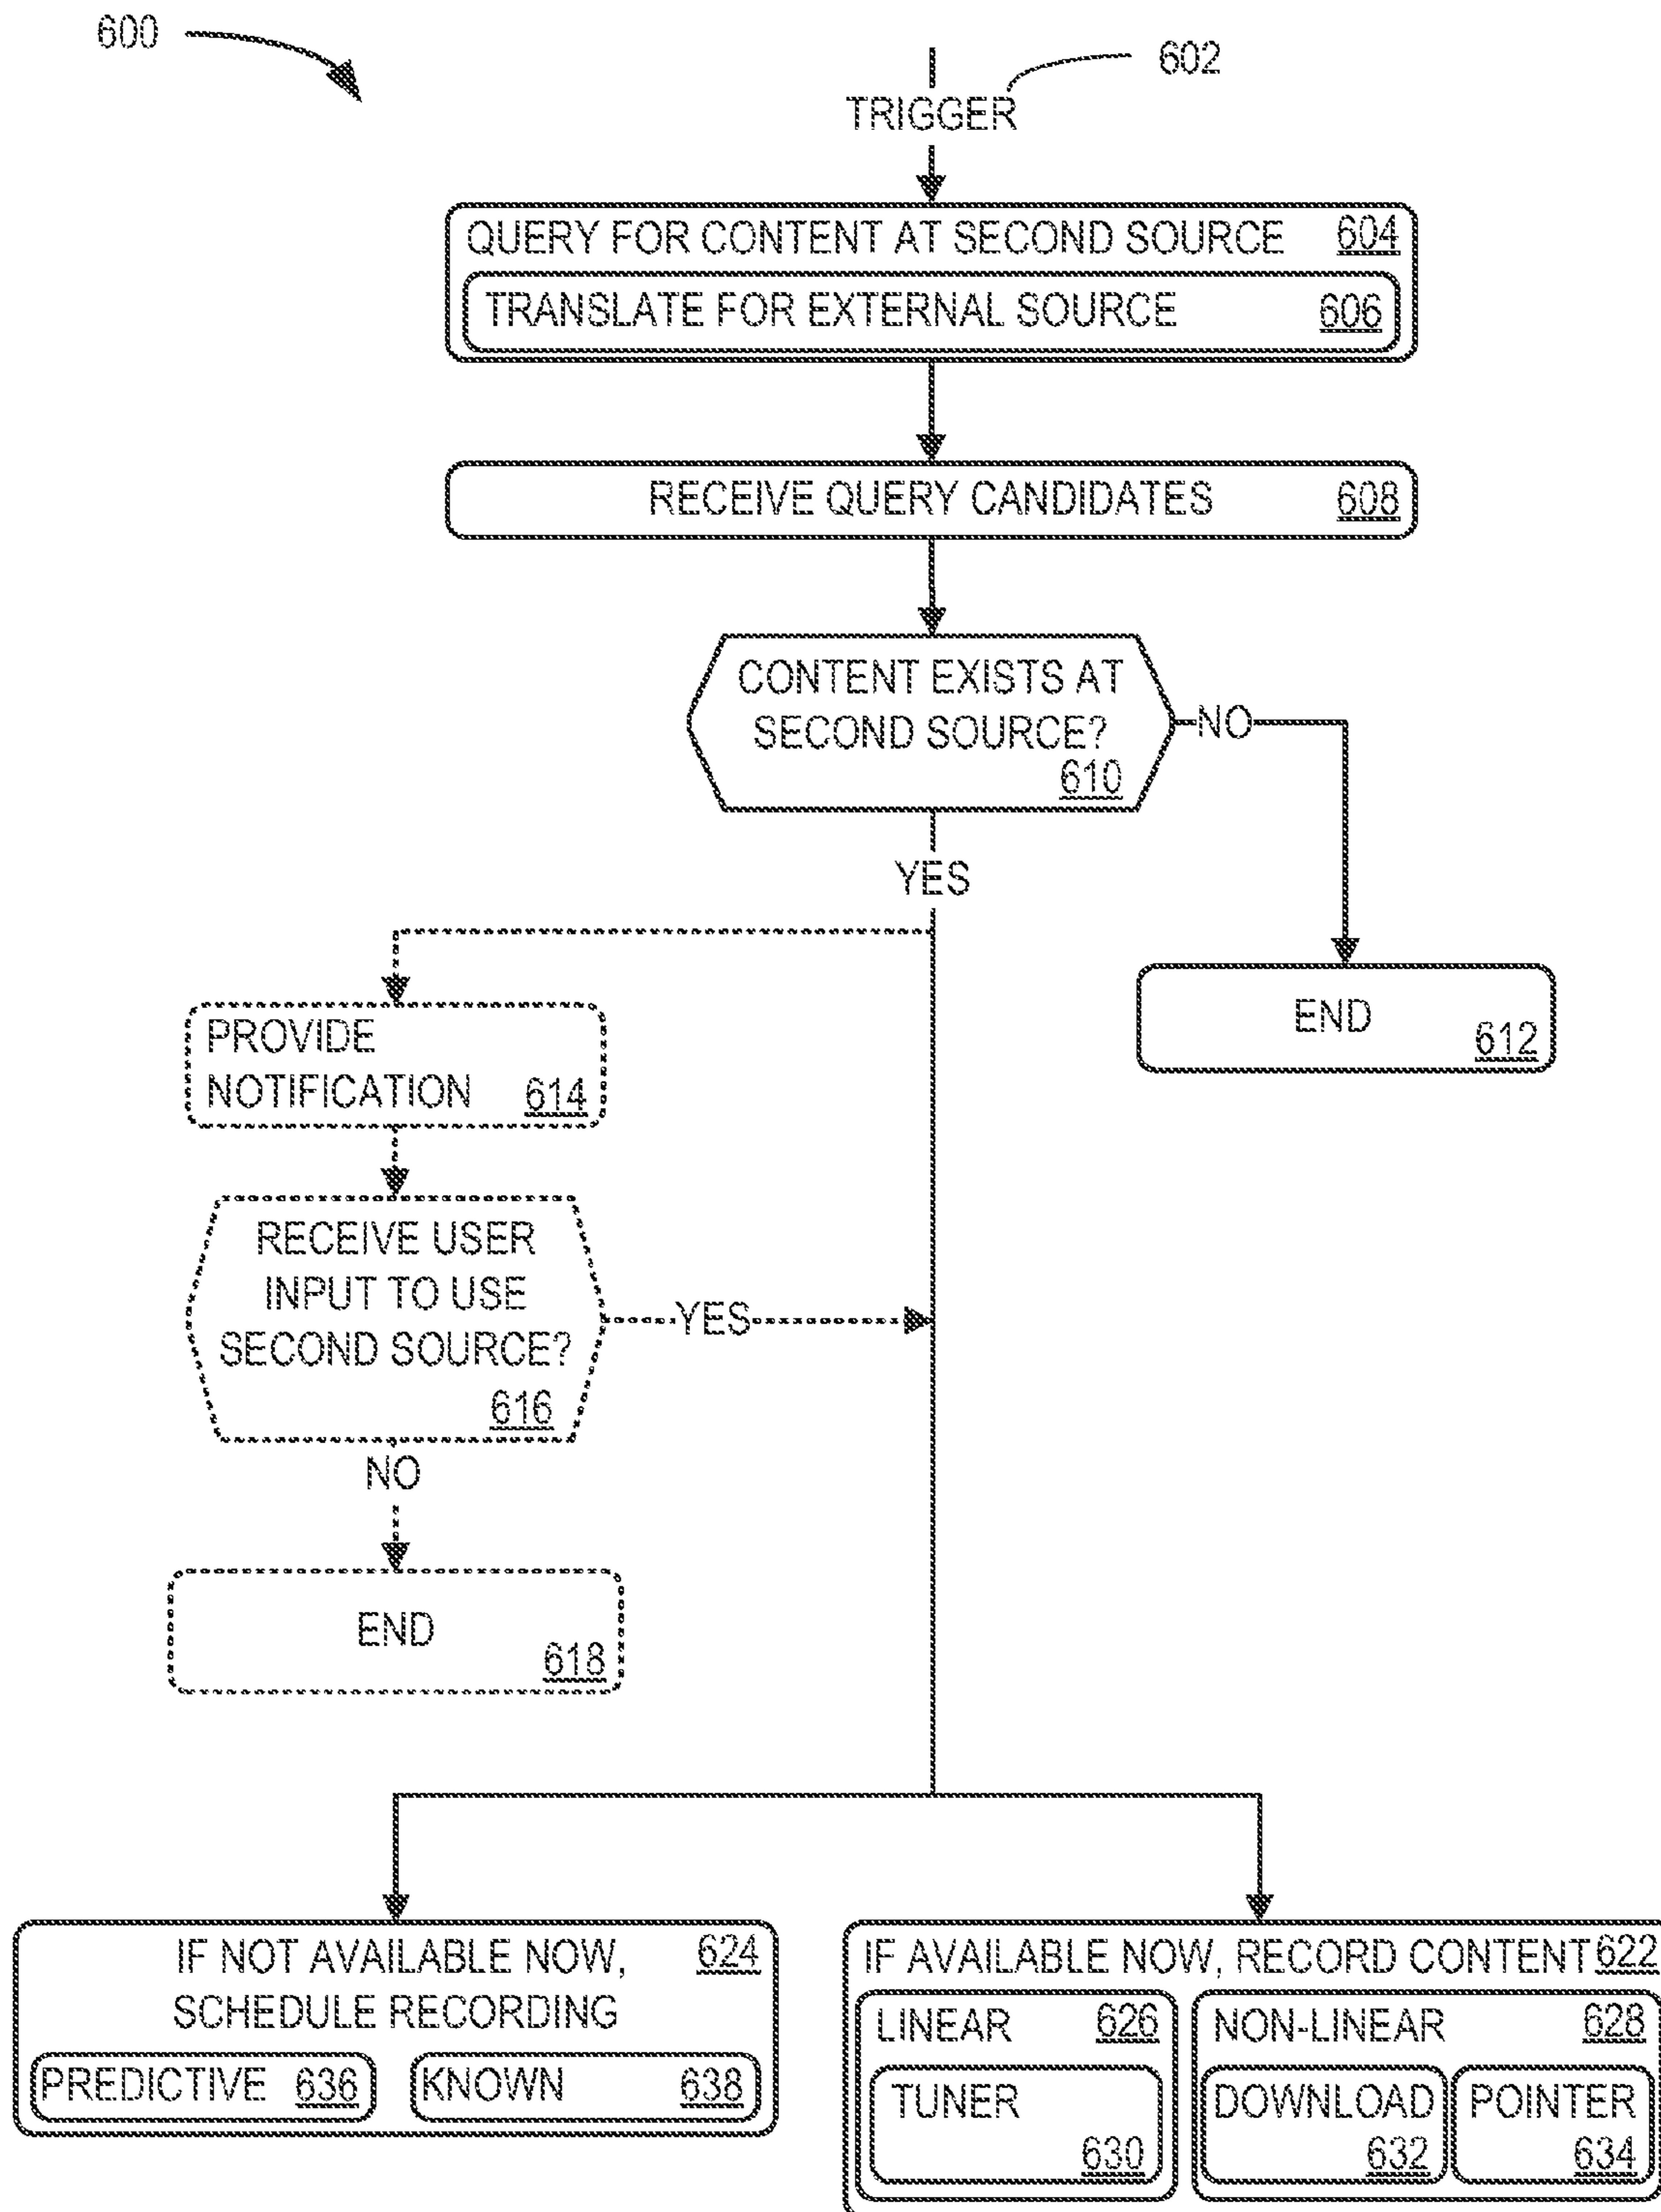 600
602
TRIGGER
QUERY FOR CONTENT AT SECOND SOURCE 604
TRANSLATE FOR EXTERNAL SOURCE 606
RECEIVE QUERY CANDIDATES 608
CONTENT EXISTS AT
SECOND SOURCE?
610
NO
YES
END
612
PROVIDE
NOTIFICATION 614
RECEIVE USER
INPUT TO USE
SECOND SOURCE?
616
YES
NO
END
618
IF NOT AVAILABLE NOW, 624
SCHEDULE RECORDING
PREDICTIVE 636
KNOWN 638
IF AVAILABLE NOW, RECORD CONTENT 622
LINEAR 626
TUNER
630
NON-LINEAR 628
DOWNLOAD
632
POINTER
634